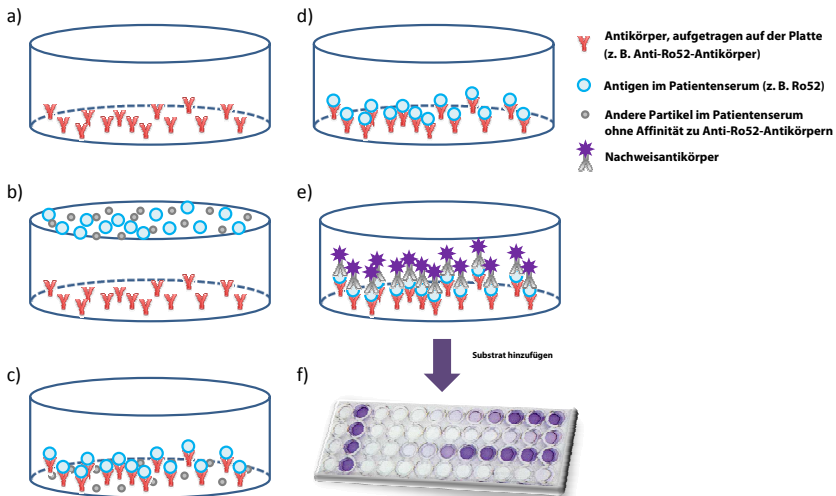 a)
d)
Antikörper, aufgetragen auf der Platte
(z. B. Anti-Ro52-Antikörper)
Antigen im Patientenserum (z. B. Ro52)
Andere Partikel im Patientenserum
ohne Affinität zu Anti-Ro52-Antikörpern
Nachweisantikörper
b)
e)
Substrat hinzufügen
c)
f)